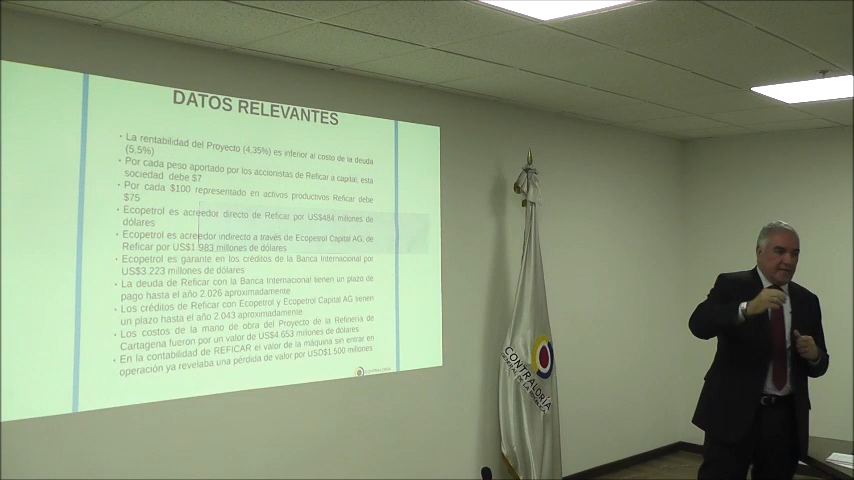 DATOS RELEVANTES
• La rentabilidad del Proyecto (4,35%) es inferior al costo de la deuda
(5.5%)
• Por cada peso aportado por los accionistas de Reficar a capital, esta
sociedad debe $7
• Por cada $100 representado en activos productivos Reficar debe
$75
• Ecopetrol es acreedor directo de Reficar por US$484 millones de
dólares
• Ecopetrol es acreedor indirecto a través de Ecopetrol Capital AG, de
Reficar por US$1.983 millones de dólares
• Ecopetrol es garante en los créditos de la Banca Internacional por
US$3.223 millones de dólares
• La deuda de Reficar con la Banca Internacional tienen un plazo de
pago hasta el año 2.026 aproximadamente
• Los créditos de Reficar con Ecopetrol y Ecopetrol Capital AG tienen
un plazo hasta el año 2.043 aproximadamente
• Los costos de la mano de obra del Proyecto de la Refinería de
Cartagena fueron por un valor de US$4.653 millones de dólares
• En la contabilidad de REFICAR el valor de la máquina sin entrar en
operación ya revelaba una pérdida de valor por USD$1.500 millones
CONTRALORÍA
CONTRALORÍA
GENERAL DE LA REPÚBLICA